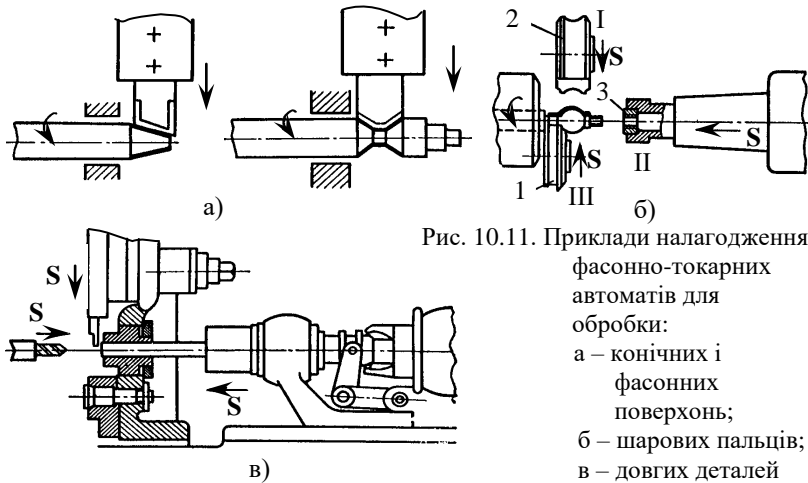 2
I
S
3
S
S
1
III
II
а)
б)
Рис. 10.11. Приклади налагодження
фасонно-токарних
автоматів для
обробки:
а – конічних і
фасонних
поверхонь;
б – шарових пальців;
в – довгих деталей
S
S
S
в)